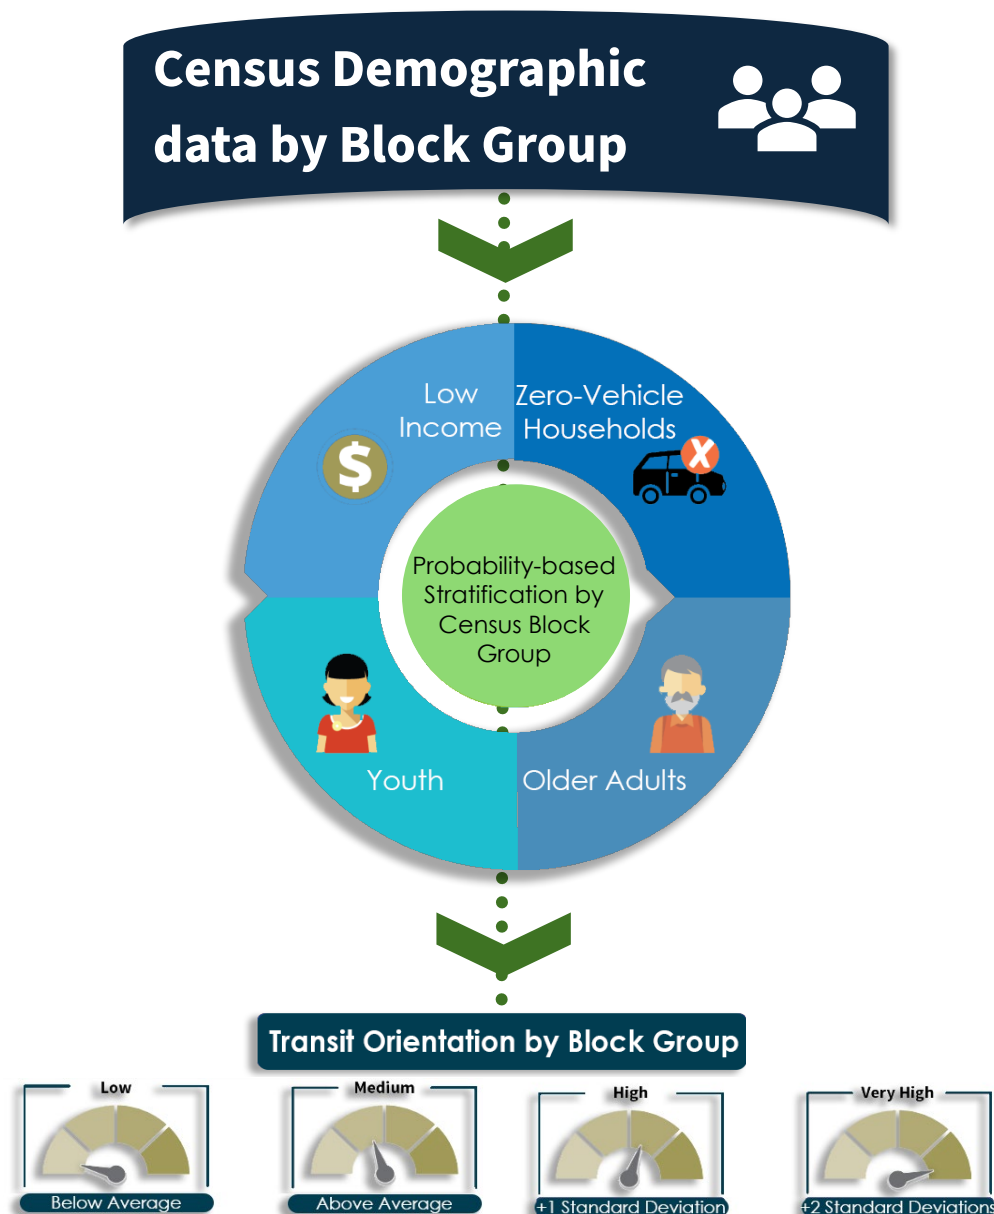 Census Demographic
data by Block Group
Low
Income
$
Zero-Vehicle
Households
X
Probability-based
Stratification by
Census Block
Group
Youth
Older Adults
Transit Orientation by Block Group
Low
Below Average
Medium
Above Average
High
+1 Standard Deviation
Very High
+2 Standard Deviations